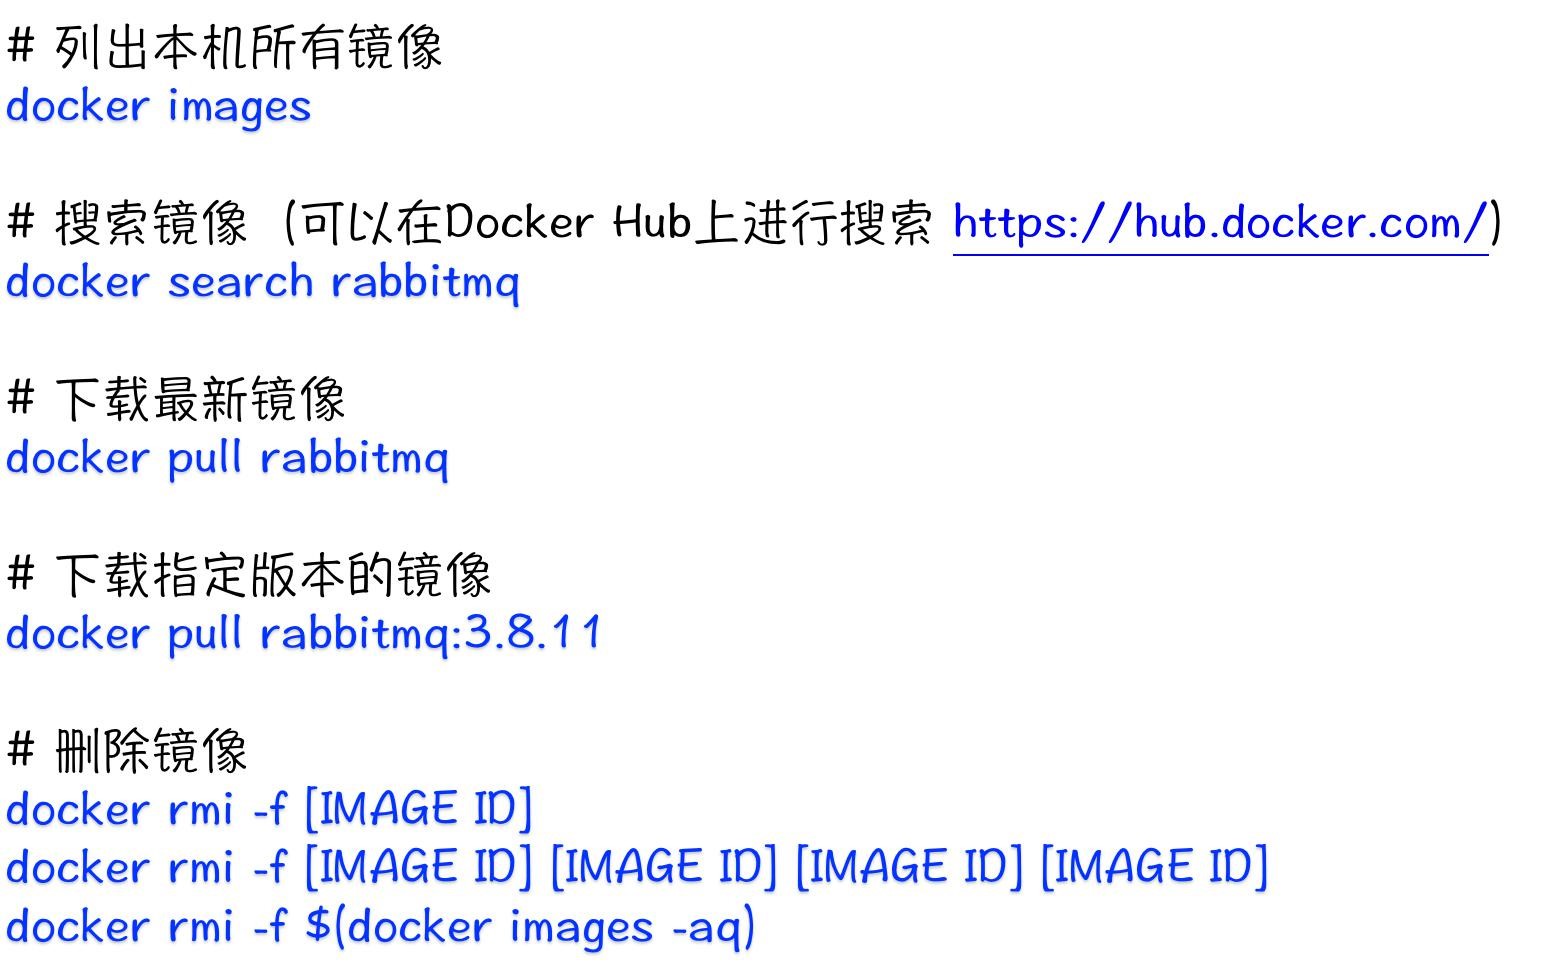 # 列出本机所有镜像
docker images
# 搜索镜像 (可以在Docker Hub上进行搜索 https://hub.docker.com/)
docker search rabbitmq
# 下载最新镜像
docker pull rabbitmq
# 下载指定版本的镜像
docker pull rabbitmq:3.8.11
# 删除镜像
docker rmi -f [IMAGE ID]
docker rmi -f [IMAGE ID] [IMAGE ID] [IMAGE ID] [IMAGE ID]
docker rmi -f $(docker images -aq)